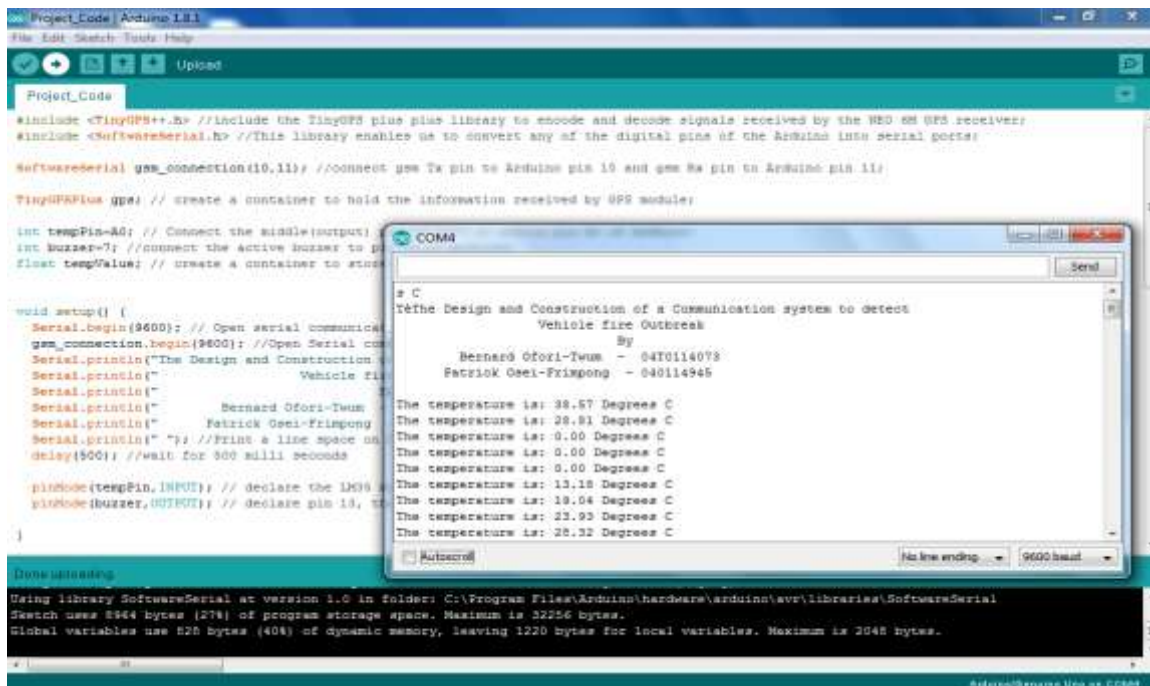 Project_Code | Arduino 1.8.1
File Edit Sketch Tools Help
Upload
Project_Code
#include <TinyGPS++.h> //include the TinyGPS plus plus library to encode and decode signals received by the NEO 6M GPS receiver;
#include <SoftwareSerial.h> //This library enables us to convert any of the digital pins of the Arduino into serial ports;
SoftwareSerial gsm_connection(10,11); //connect gsm Tx pin to Arduino pin 10 and gsm Rx pin to Arduino pin 11;
TinyGPSPlus gps; // create a container to hold the information received by GPS module;
int tempPin=A0; // Connect the middle(output)
int buzzer=7; //connect the active buzzer to
float tempValue; // create a container to store
void setup() {
Serial.begin(9600); // Open serial communicat
gsm_connection.begin(9600); //Open Serial com
Serial.println("The Design and Construction
Serial.println(" Vehicle fi
Serial.println("
Serial.println(" Bernard Ofori-Twum
Serial.println(" Patrick Osei-Frimpong
Serial.println(" "); //Print a line space on
delay(500); //wait for 500 milli seconds
pinMode(tempPin,INPUT); // declare the LM35
pinMode(buzzer,OUTPUT); // declare pin 13,
}
COM4
Send
The Design and Construction of a Communication system to detect
Vehicle fire Outbreak
By
Bernard Ofori-Twum - 04T0114073
Patrick Osei-Frimpong - 040114945
The temperature is: 38.57 Degrees C
The temperature is: 28.81 Degrees C
The temperature is: 0.00 Degrees C
The temperature is: 0.00 Degrees C
The temperature is: 0.00 Degrees C
The temperature is: 13.18 Degrees C
The temperature is: 19.04 Degrees C
The temperature is: 23.93 Degrees C
The temperature is: 28.32 Degrees C
Autoscroll
No line ending
9600 baud
Done uploading.
Using library SoftwareSerial at version 1.0 in folder: C:\Program Files\Arduino\hardware\arduino\avr\libraries\SoftwareSerial
Sketch uses 8964 bytes (27%) of program storage space. Maximum is 32256 bytes.
Global variables use 828 bytes (40%) of dynamic memory, leaving 1220 bytes for local variables. Maximum is 2048 bytes.